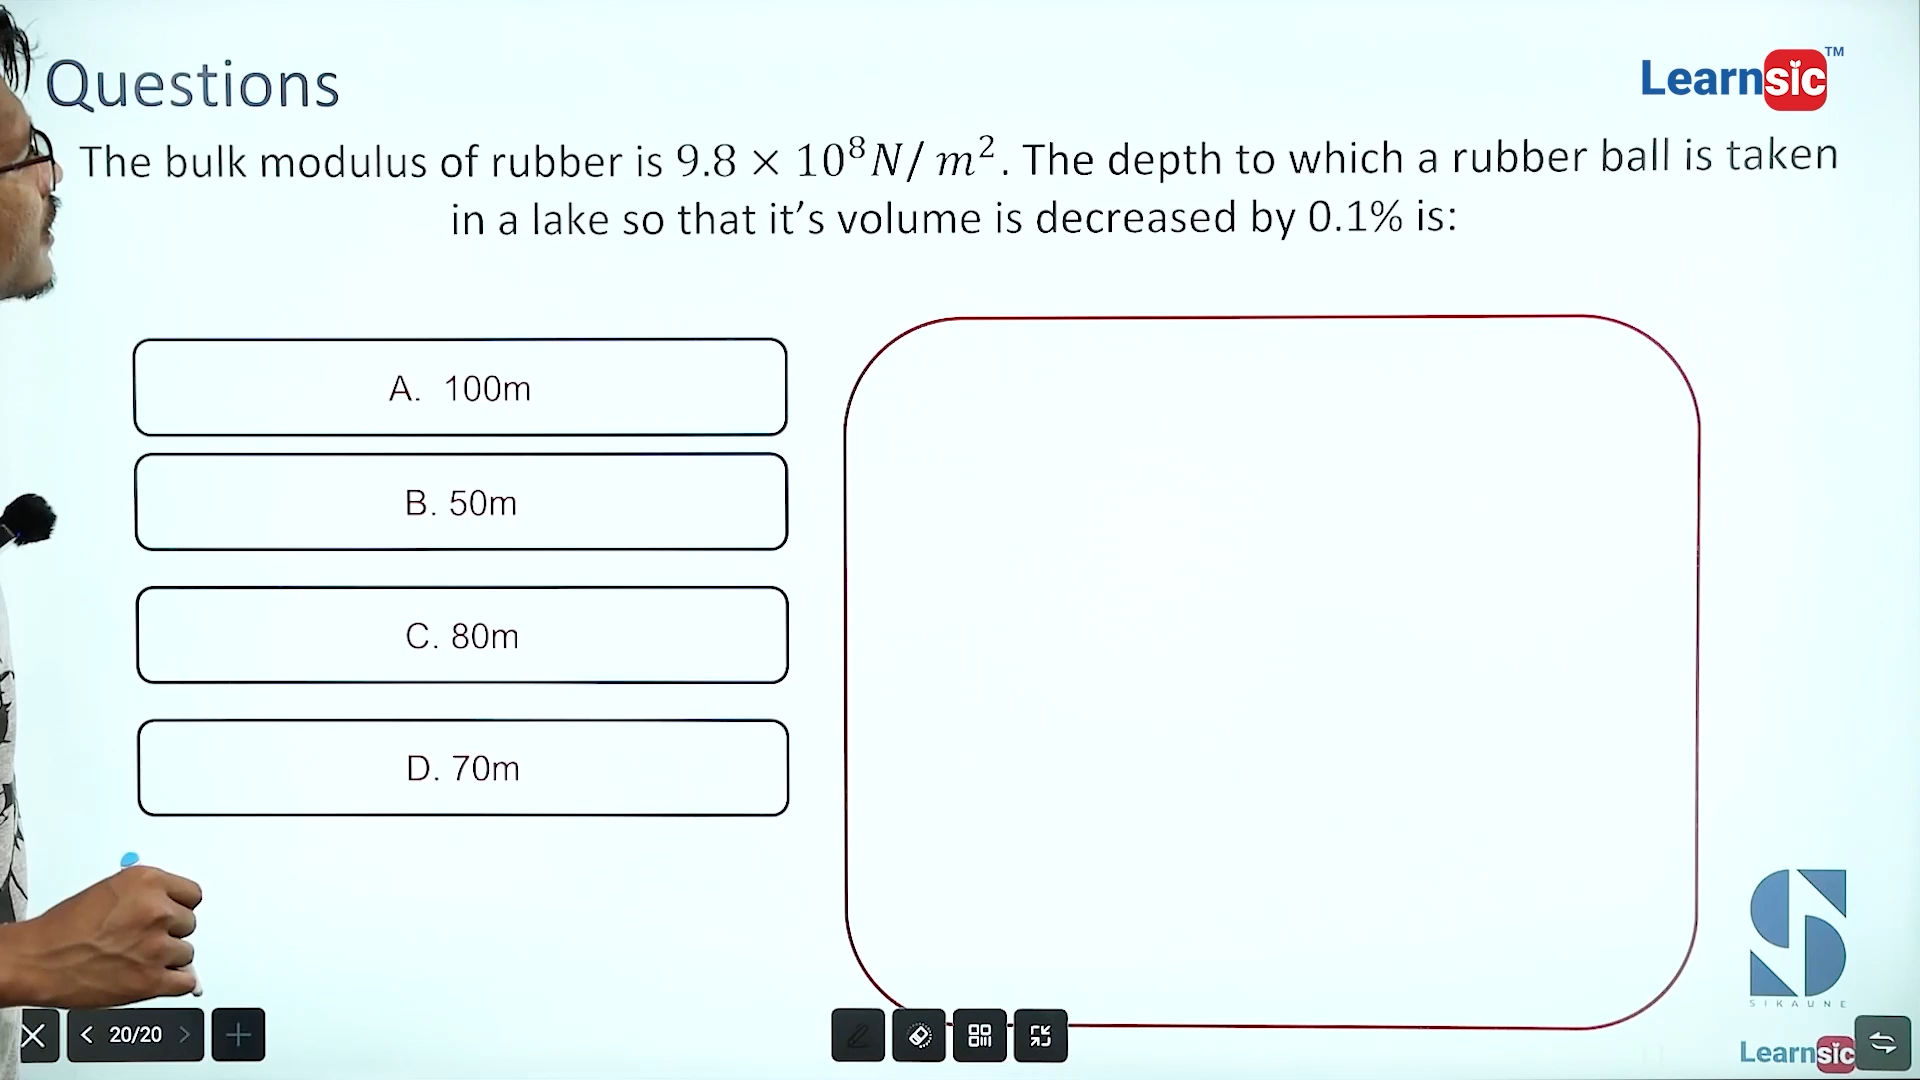 Questions
Learnsic™
The bulk modulus of rubber is 9.8 × 10⁸N/ m². The depth to which a rubber ball is taken
in a lake so that it's volume is decreased by 0.1% is:
A. 100m
B. 50m
C. 80m
D. 70m
SIKAUNE
20/20
Learnsic